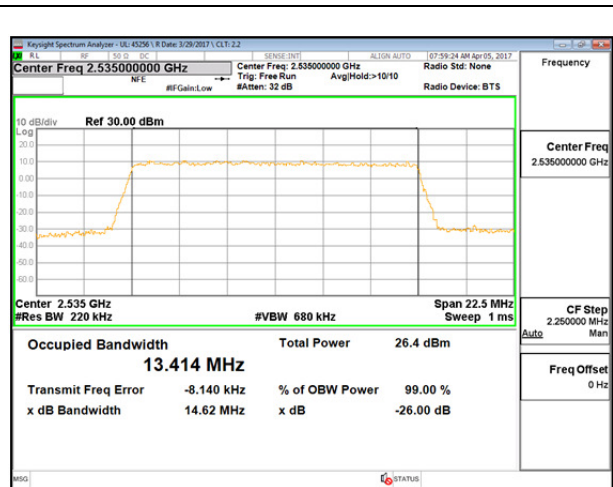 Keysight Spectrum Analyzer - UL: 45256 \ R Date: 3/29/2017 \ CLT: 2.2
RL RF 50 Ω DC SENSE:INT ALIGN AUTO 07:59:24 AM Apr 05, 2017
Center Freq 2.535000000 GHz Center Freq: 2.535000000 GHz Radio Std: None Frequency
NFE Trig: Free Run Avg|Hold:>10/10
#IFGain:Low #Atten: 32 dB Radio Device: BTS
10 dB/div Ref 30.00 dBm
Log
20.0
10.0
0.00
-10.0
-20.0
-30.0
-40.0
-50.0
-60.0
Center Freq
2.535000000 GHz
Center 2.535 GHz Span 22.5 MHz
#Res BW 220 kHz #VBW 680 kHz Sweep 1 ms
CF Step
2.250000 MHz
Auto Man
Occupied Bandwidth Total Power 26.4 dBm
13.414 MHz
Transmit Freq Error -8.140 kHz % of OBW Power 99.00 %
x dB Bandwidth 14.62 MHz x dB -26.00 dB
Freq Offset
0 Hz
MSG STATUS